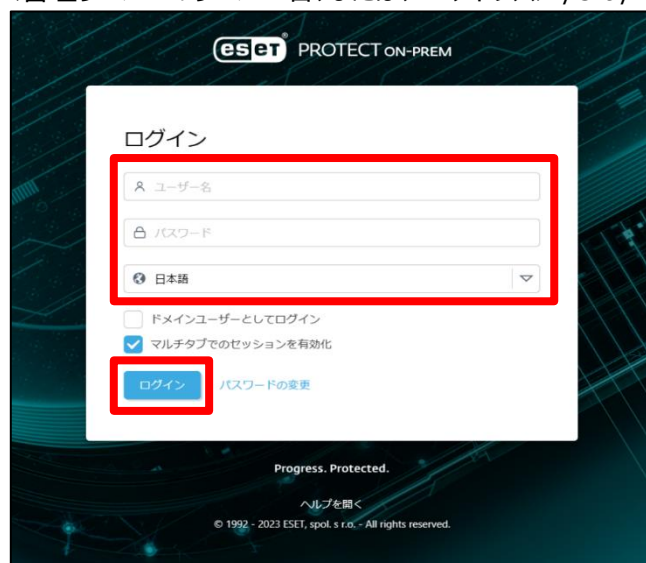 eset PROTECT ON-PREM
ログイン
ユーザー名
パスワード
日本語
ドメインユーザーとしてログイン
マルチタブでのセッションを有効化
ログイン パスワードの変更
Progress. Protected.
ヘルプを開く
© 1992 - 2023 ESET, spol. s r.o. - All rights reserved.